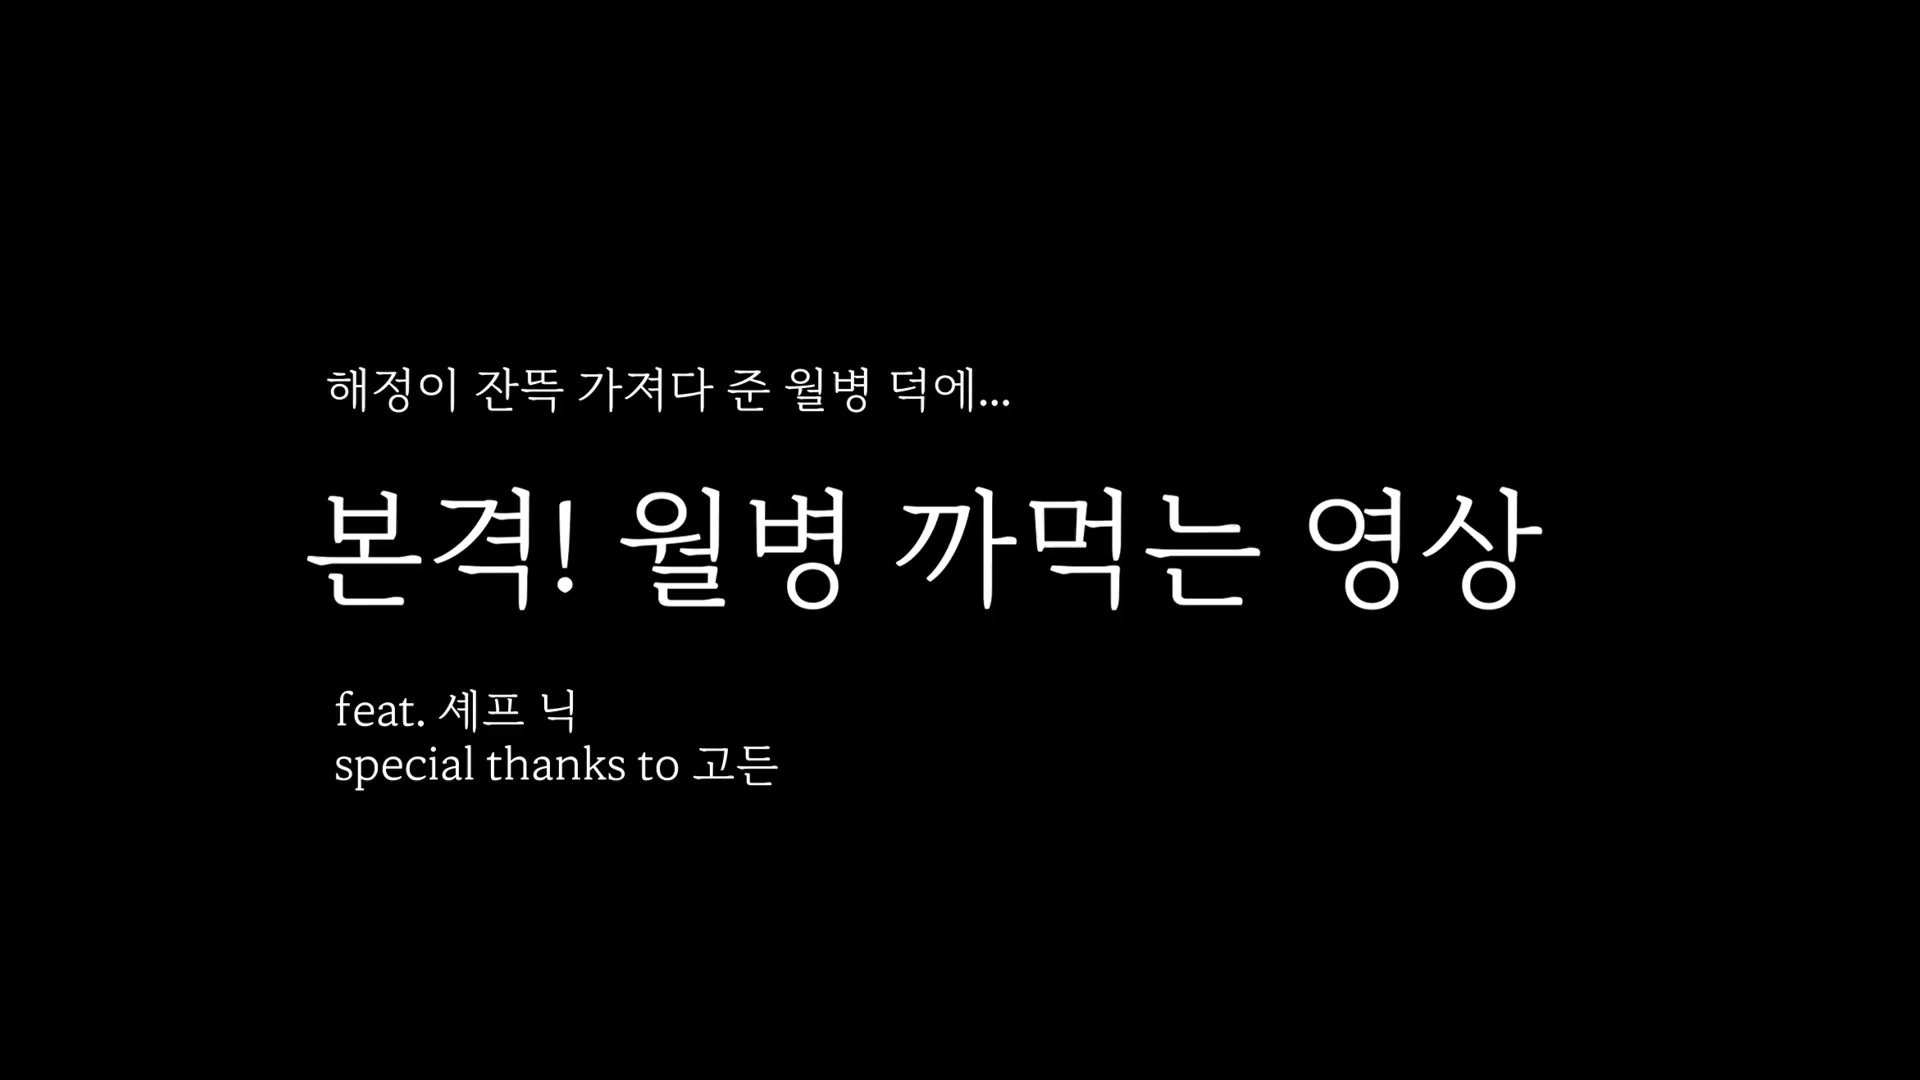 해정이 잔뜩 가져다 준 월병 덕에...
본격! 월병 까먹는 영상
feat. 셰프 닉
special thanks to 고든